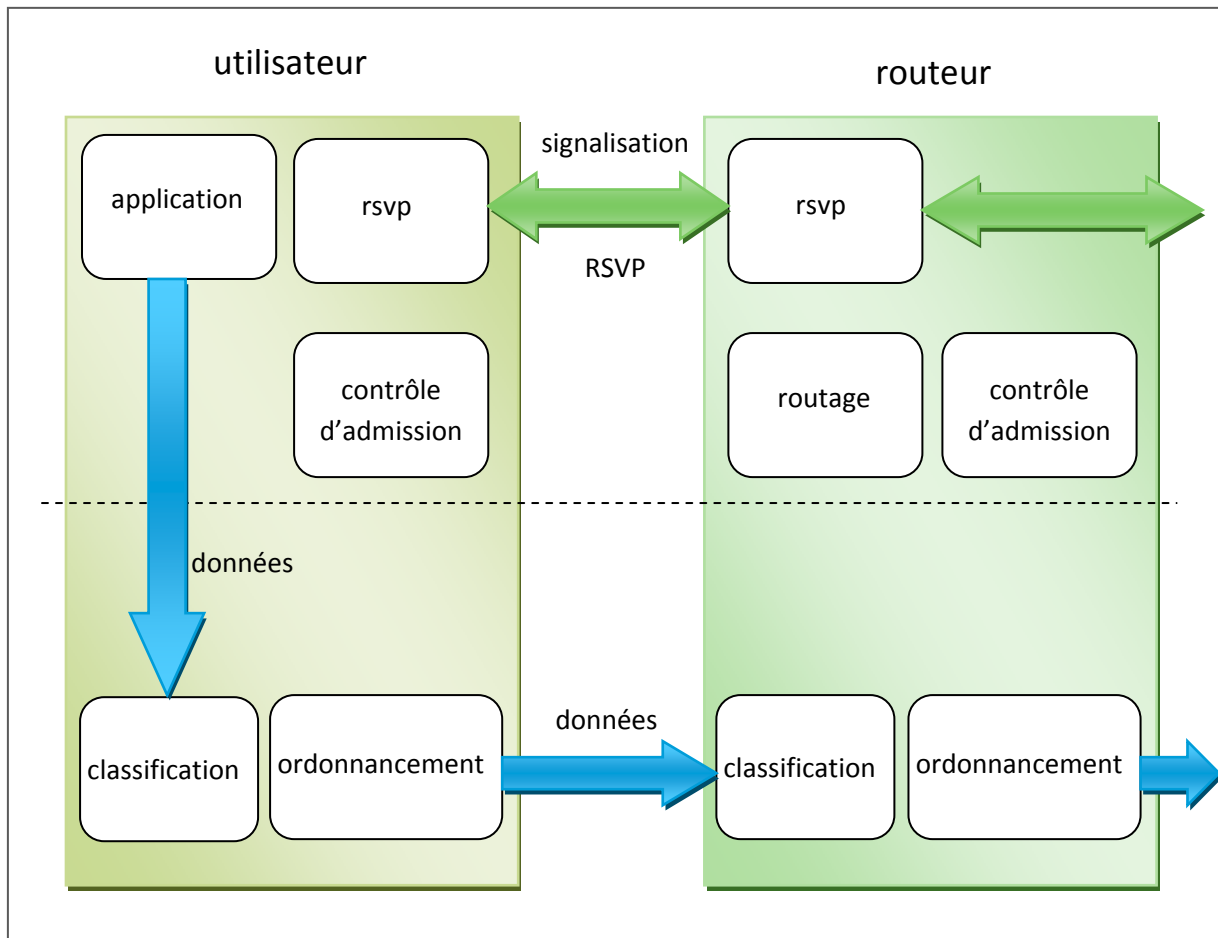 utilisateur
routeur
signalisation
application
rsvp
rsvp
RSVP
contrôle
d’admission
routage
contrôle
d’admission
données
données
classification
ordonnancement
classification
ordonnancement